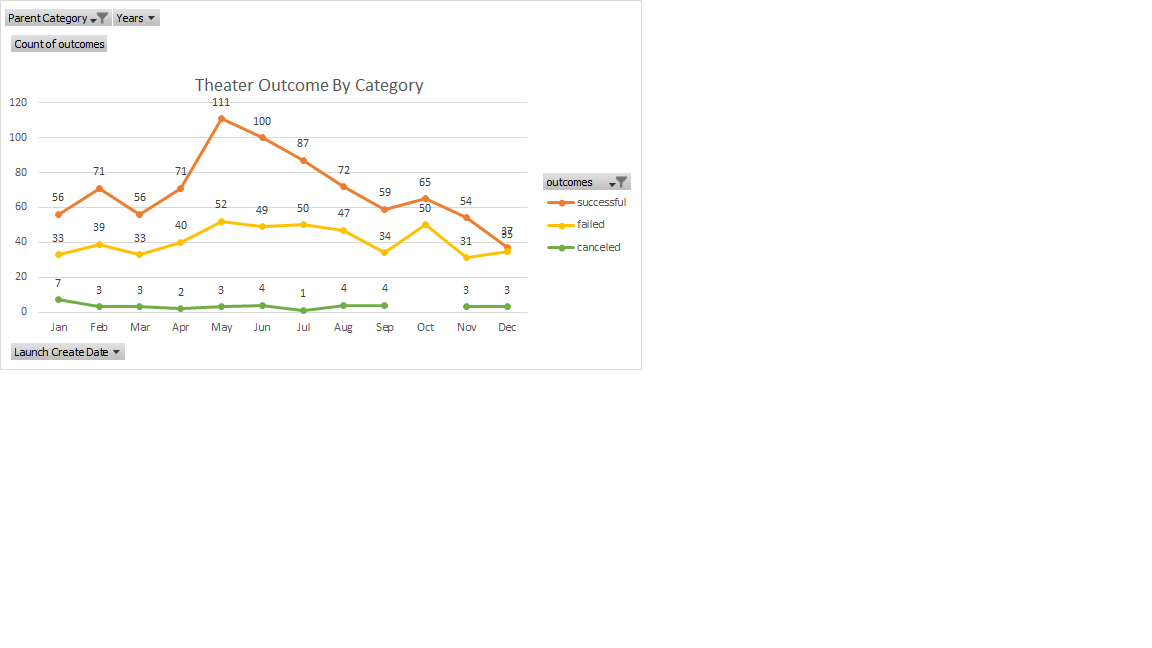 Parent Category Years
Count of outcomes
Theater Outcome By Category
120
100
80
60
40
20
0
56 71 56 71 111 100 87 72 59 65 54 37
33 39 33 40 52 49 50 47 34 50 31 35
7 3 3 2 3 4 1 4 4 3 3
Jan Feb Mar Apr May Jun Jul Aug Sep Oct Nov Dec
outcomes
successful
failed
canceled
Launch Create Date